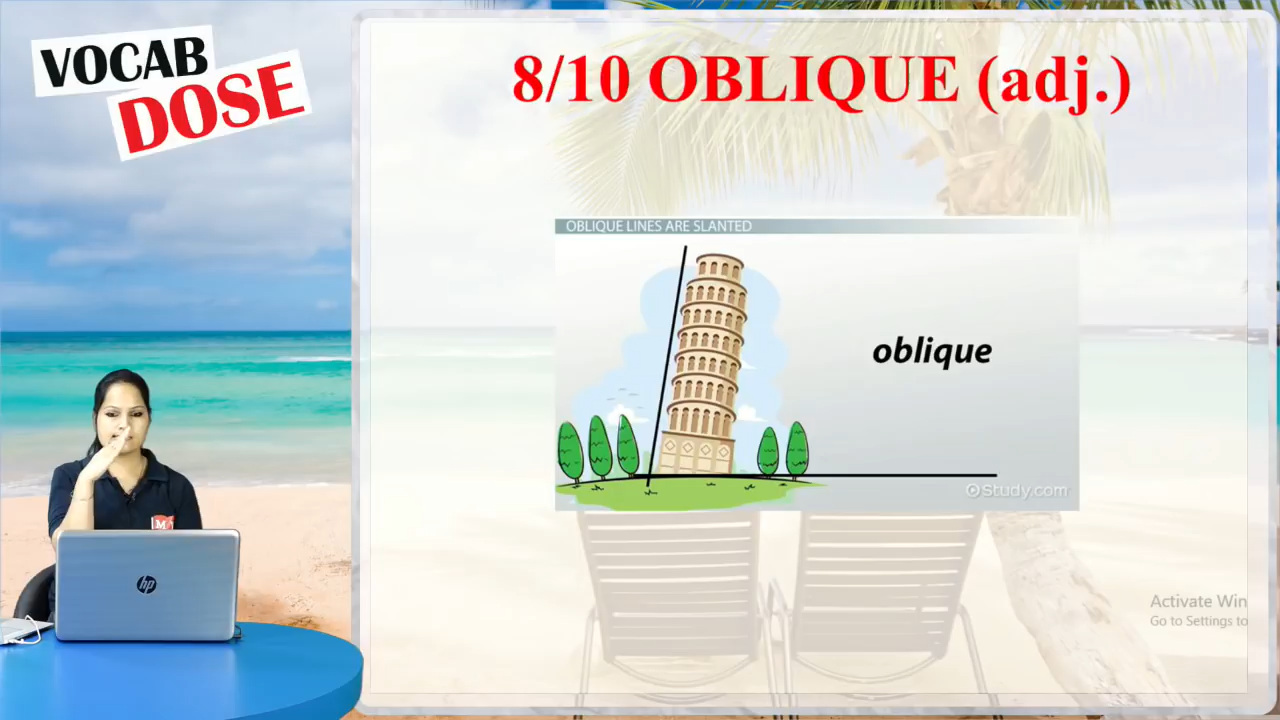 VOCAB
DOSE
8/10 OBLIQUE (adj.)
OBLIQUE LINES ARE SLANTED
oblique
Study.com
Activate Win
Go to Settings to
hp
M